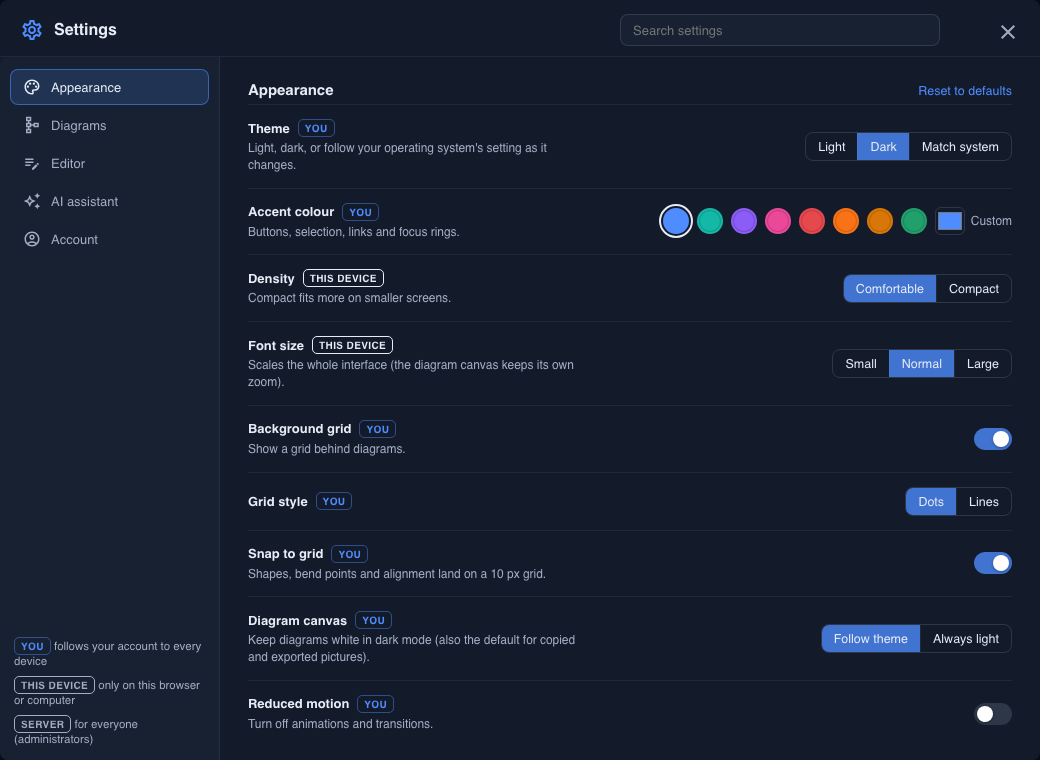 Settings
Search settings
Appearance
Diagrams
Editor
AI assistant
Account
YOU follows your account to every
device
THIS DEVICE only on this browser
or computer
SERVER for everyone
(administrators)
Appearance
Reset to defaults
Theme YOU
Light, dark, or follow your operating system's setting as it
changes.
Light Dark Match system
Accent colour YOU
Buttons, selection, links and focus rings.
Custom
Density THIS DEVICE
Compact fits more on smaller screens.
Comfortable Compact
Font size THIS DEVICE
Scales the whole interface (the diagram canvas keeps its own
zoom).
Small Normal Large
Background grid YOU
Show a grid behind diagrams.
Grid style YOU
Dots Lines
Snap to grid YOU
Shapes, bend points and alignment land on a 10 px grid.
Diagram canvas YOU
Keep diagrams white in dark mode (also the default for copied
and exported pictures).
Follow theme Always light
Reduced motion YOU
Turn off animations and transitions.